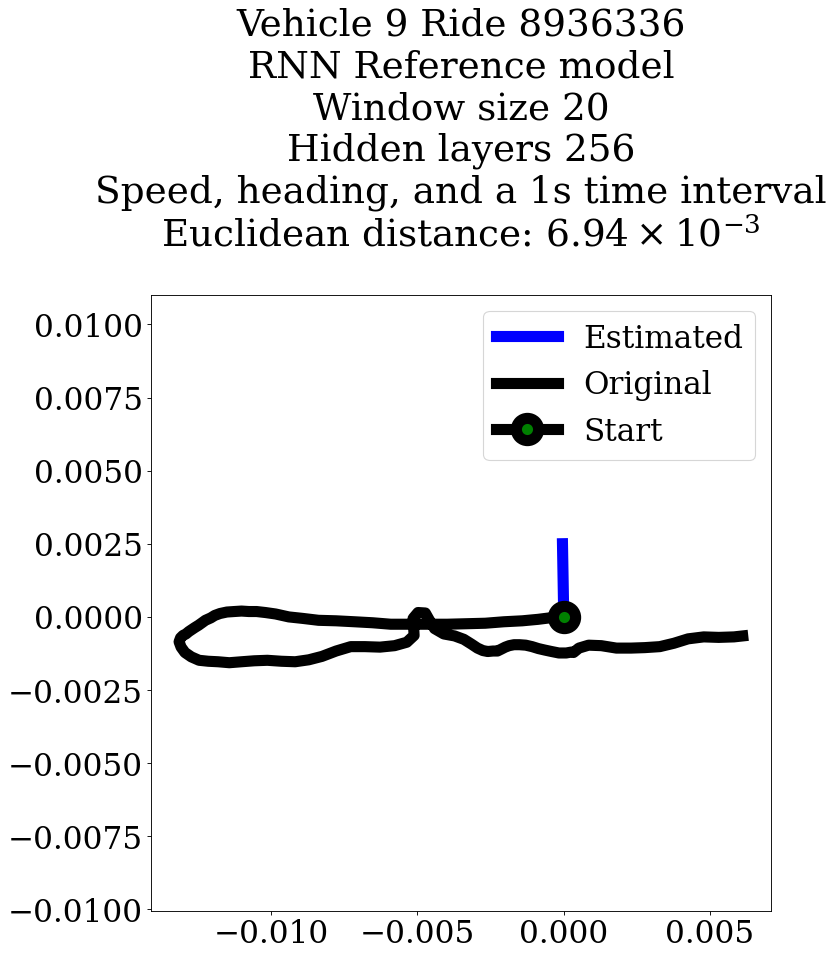 Vehicle 9 Ride 8936336
RNN Reference model
Window size 20
Hidden layers 256
Speed, heading, and a 1s time interval
Euclidean distance: 6.94 × 10⁻³
Estimated
Original
Start
0.0100
0.0075
0.0050
0.0025
0.0000
−0.0025
−0.0050
−0.0075
−0.0100
−0.010 −0.005 0.000 0.005